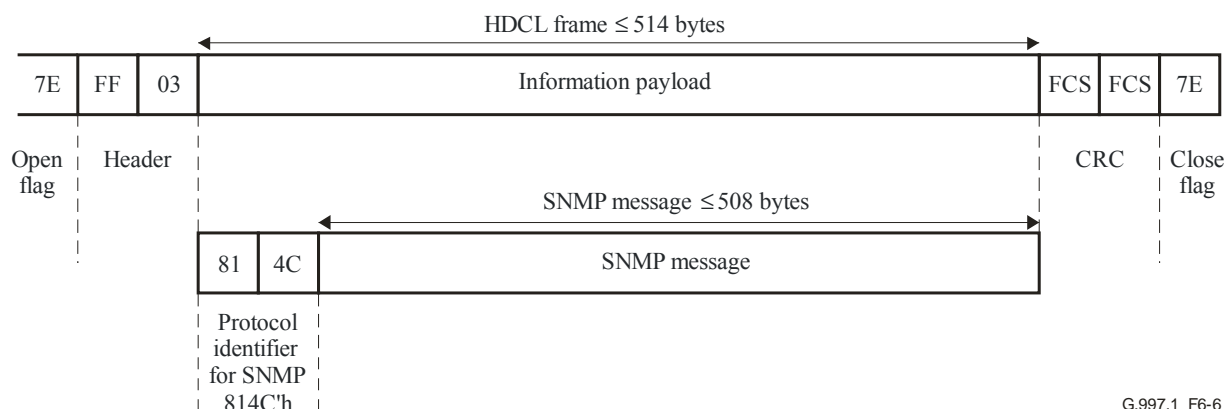 HDCL frame ≤ 514 bytes
7E FF 03 Information payload FCS FCS 7E
Open flag
Header
CRC
Close flag
SNMP message ≤ 508 bytes
81 4C SNMP message
Protocol
identifier
for SNMP
814C'h
G.997.1_F6-6